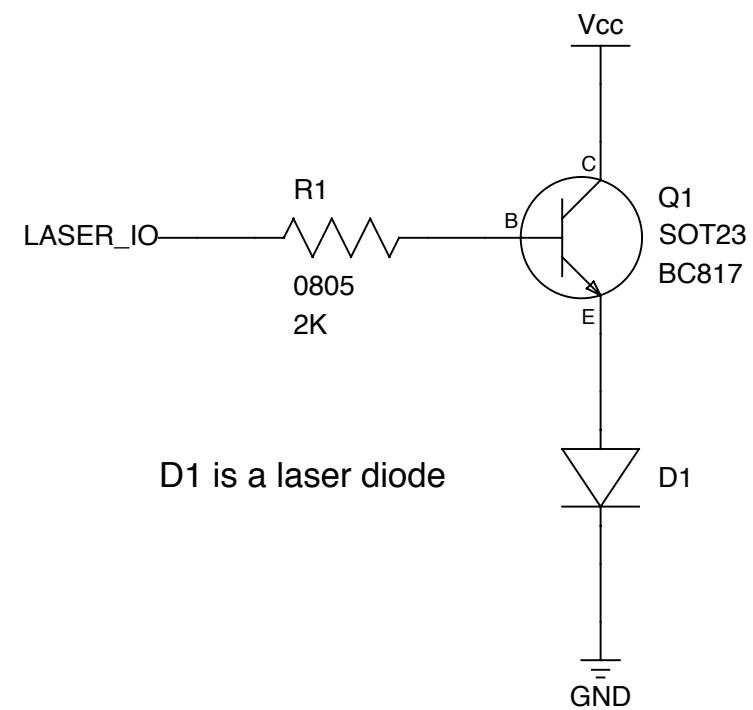 Vcc
C
R1
Q1
B
LASER_IO
SOT23
0805
BC817
2K
E
D1 is a laser diode
D1
GND